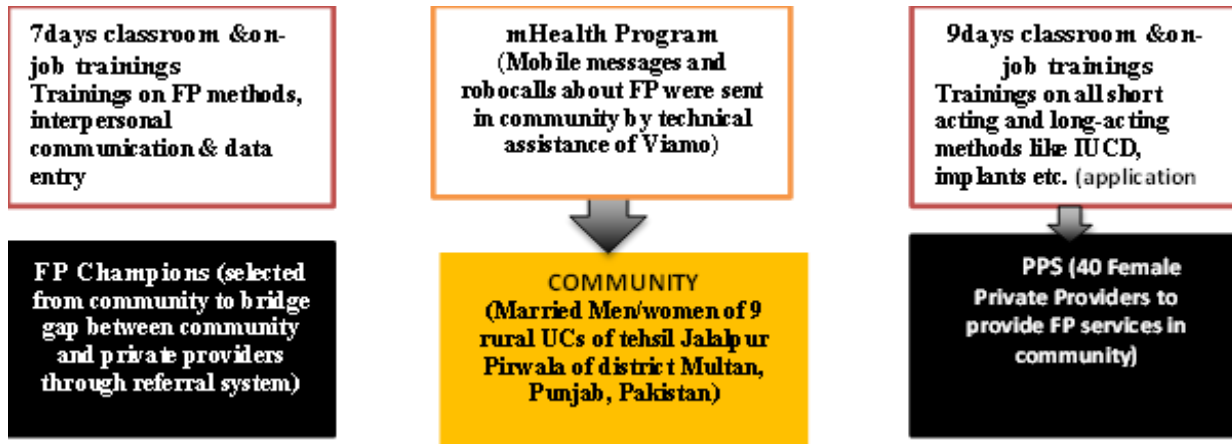 7days classroom &on-
job trainings
Trainings on FP methods,
interpersonal
communication & data
entry
mHealth Program
(Mobile messages and
robocalls about FP were sent
in community by technical
assistance of Viamo)
9days classroom &on-
job trainings
Trainings on all short
acting and long-acting
methods like IUCD,
implants etc. (application
FP Champions (selected
from community to bridge
gap between community
and private providers
through referral system)
COMMUNITY
(Married Men/women of 9
rural UCs of tehsil Jalalpur
Pirwala of district Multan,
Punjab, Pakistan)
PPS (40 Female
Private Providers to
provide FP services in
community)